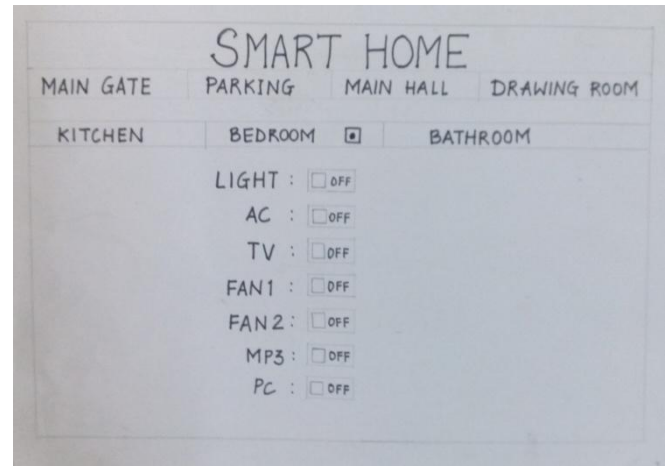 SMART HOME
MAIN GATE PARKING MAIN HALL DRAWING ROOM
KITCHEN BEDROOM BATHROOM
LIGHT : OFF
AC : OFF
TV : OFF
FAN1 : OFF
FAN2 : OFF
MP3 : OFF
PC : OFF